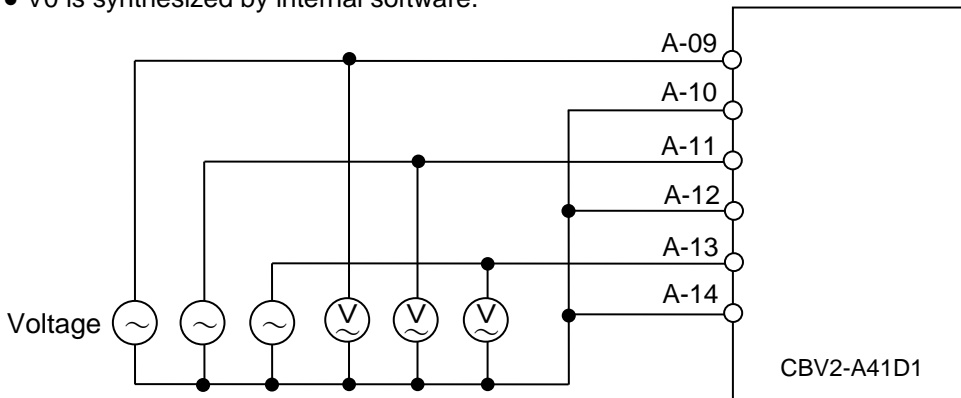 ● V0 is synthesized by internal software.
A-09
A-10
A-11
A-12
A-13
A-14
Voltage
V
V
V
CBV2-A41D1